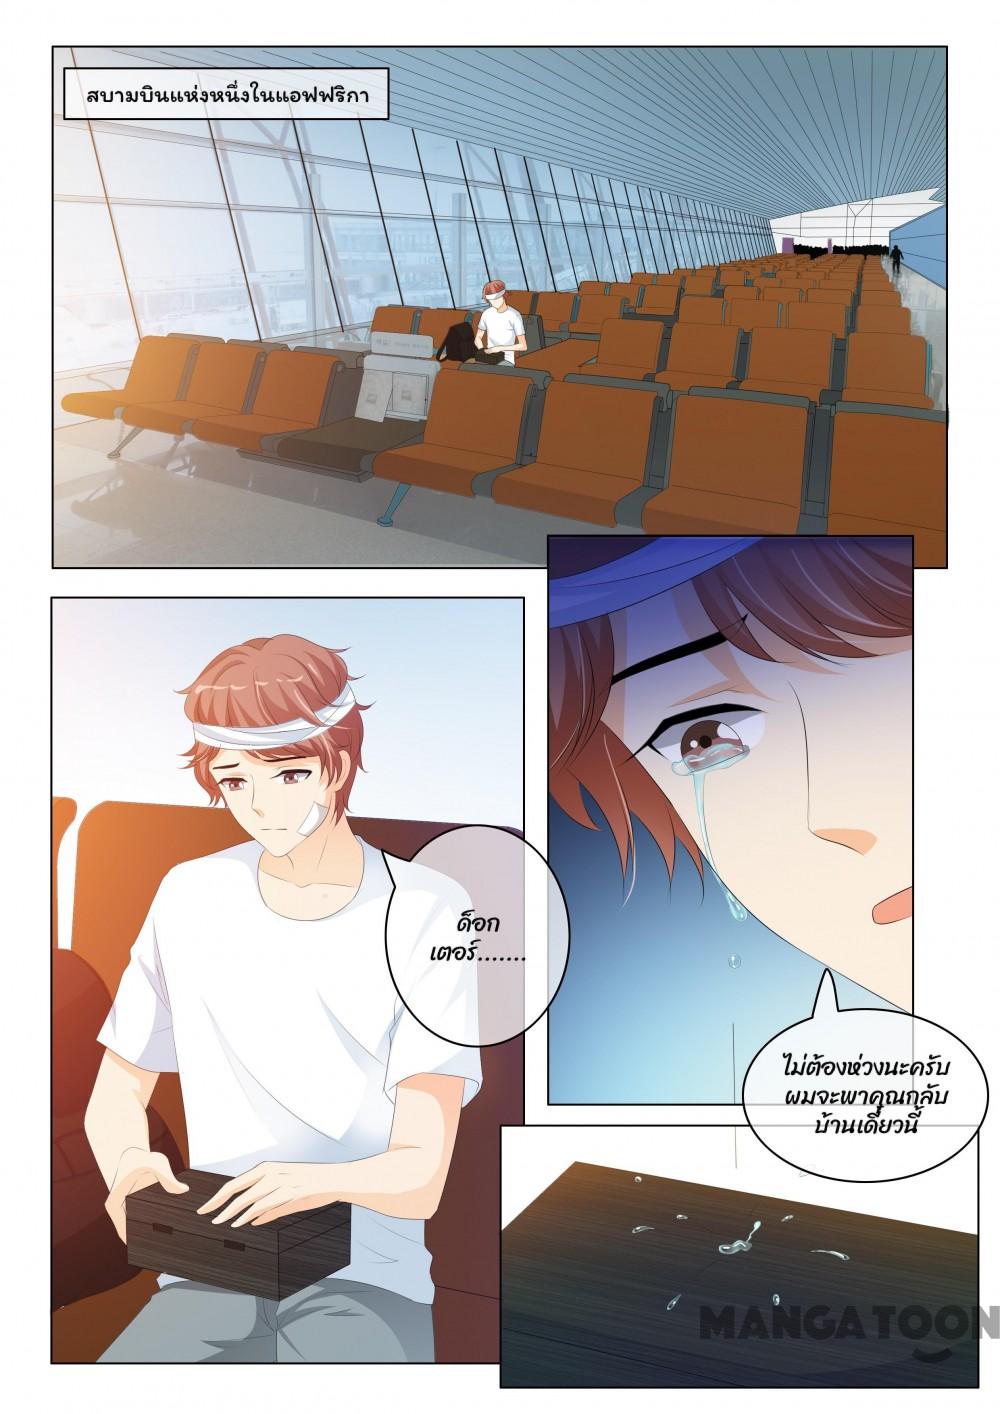 สบามบินแห่งหนึ่งในแอฟฟริกา
ด็อก
เตอร์.......
ไม่ต้องห่วงนะครับ
ผมจะพาคุณกลับ
บ้านเดี๋ยวนี้
MANGATOON